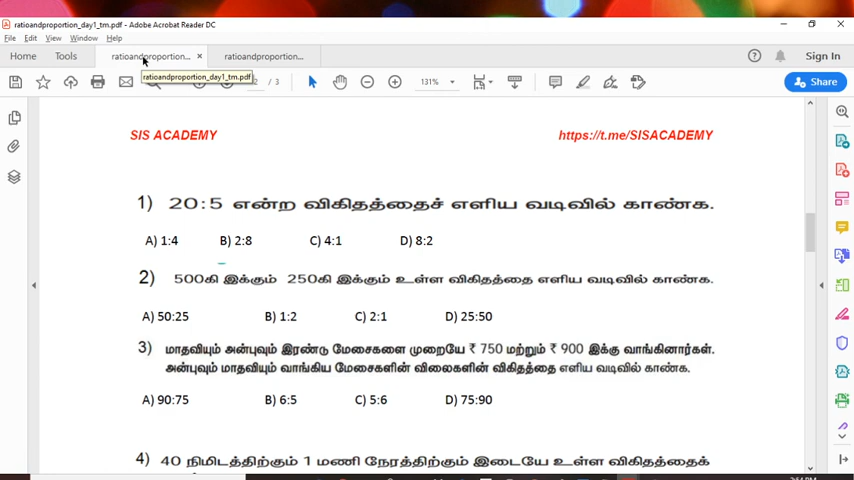 ratioandproportion_day1_tm.pdf - Adobe Acrobat Reader DC
File Edit View Window Help
Home Tools ratioandproportion... × ratioandproportion... Sign In
ratioandproportion_day1_tm.pdf
2 / 3 131% Share
SIS ACADEMY https://t.me/SISACADEMY
1) 20:5 என்ற விகிதத்தைச் எளிய வடிவில் காண்க.
A) 1:4 B) 2:8 C) 4:1 D) 8:2
2) 500கி இக்கும் 250கி இக்கும் உள்ள விகிதத்தை எளிய வடிவில் காண்க.
A) 50:25 B) 1:2 C) 2:1 D) 25:50
3) மாதவியும் அன்புவும் இரண்டு மேசைகளை முறையே ₹ 750 மற்றும் ₹ 900 இக்கு வாங்கினார்கள்.
அன்புவும் மாதவியும் வாங்கிய மேசைகளின் விலைகளின் விகிதத்தை எளிய வடிவில் காண்க.
A) 90:75 B) 6:5 C) 5:6 D) 75:90
4) 40 நிமிடத்திற்கும் 1 மணி நேரத்திற்கும் இடையே உள்ள விகிதத்தைக்